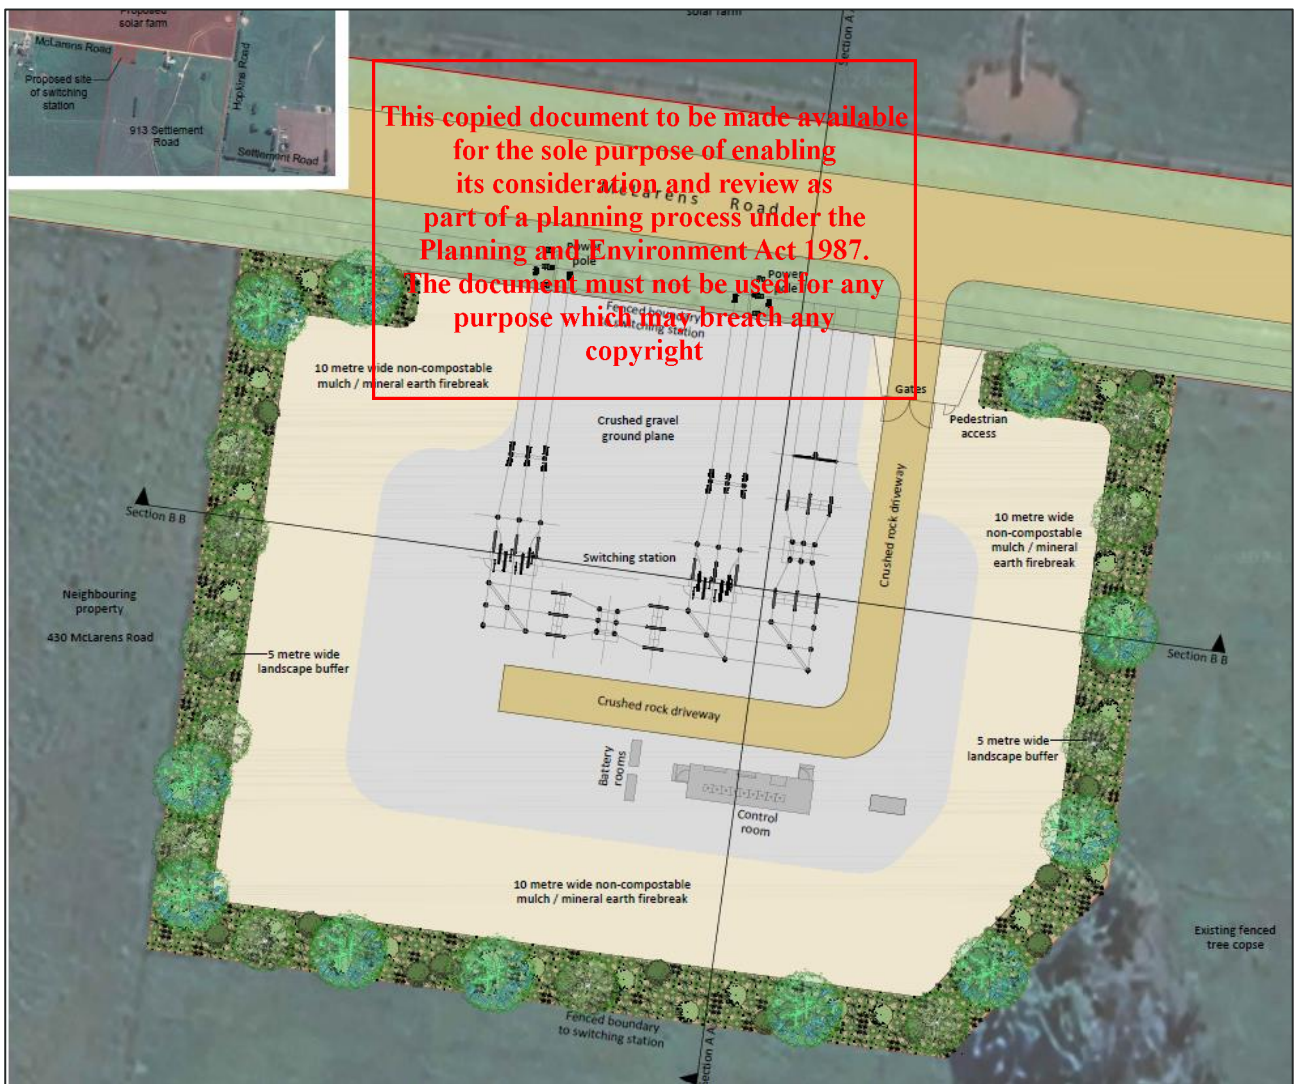 Proposed
solar farm
McLarens Road
Proposed site
of switching
station
Hopkins Road
913 Settlement
Road
Settlement Road
solar farm
Section A A
This copied document to be made available
for the sole purpose of enabling
its consideration and review as
part of a planning process under the
Planning and Environment Act 1987.
The document must not be used for any
purpose which may breach any
copyright
McLarens Road
Power
pole
Power
pole
Fenced boundary
to switching station
10 metre wide non-compostable
mulch / mineral earth firebreak
Gates
Crushed gravel
ground plane
Pedestrian
access
Section B B
Crushed rock driveway
10 metre wide
non-compostable
mulch / mineral
earth firebreak
Switching station
Neighbouring
property
430 McLarens Road
5 metre wide
landscape buffer
Section B B
Crushed rock driveway
Battery
rooms
5 metre wide
landscape buffer
Control
room
10 metre wide non-compostable
mulch / mineral earth firebreak
Existing fenced
tree copse
Fenced boundary
to switching station
Section A A